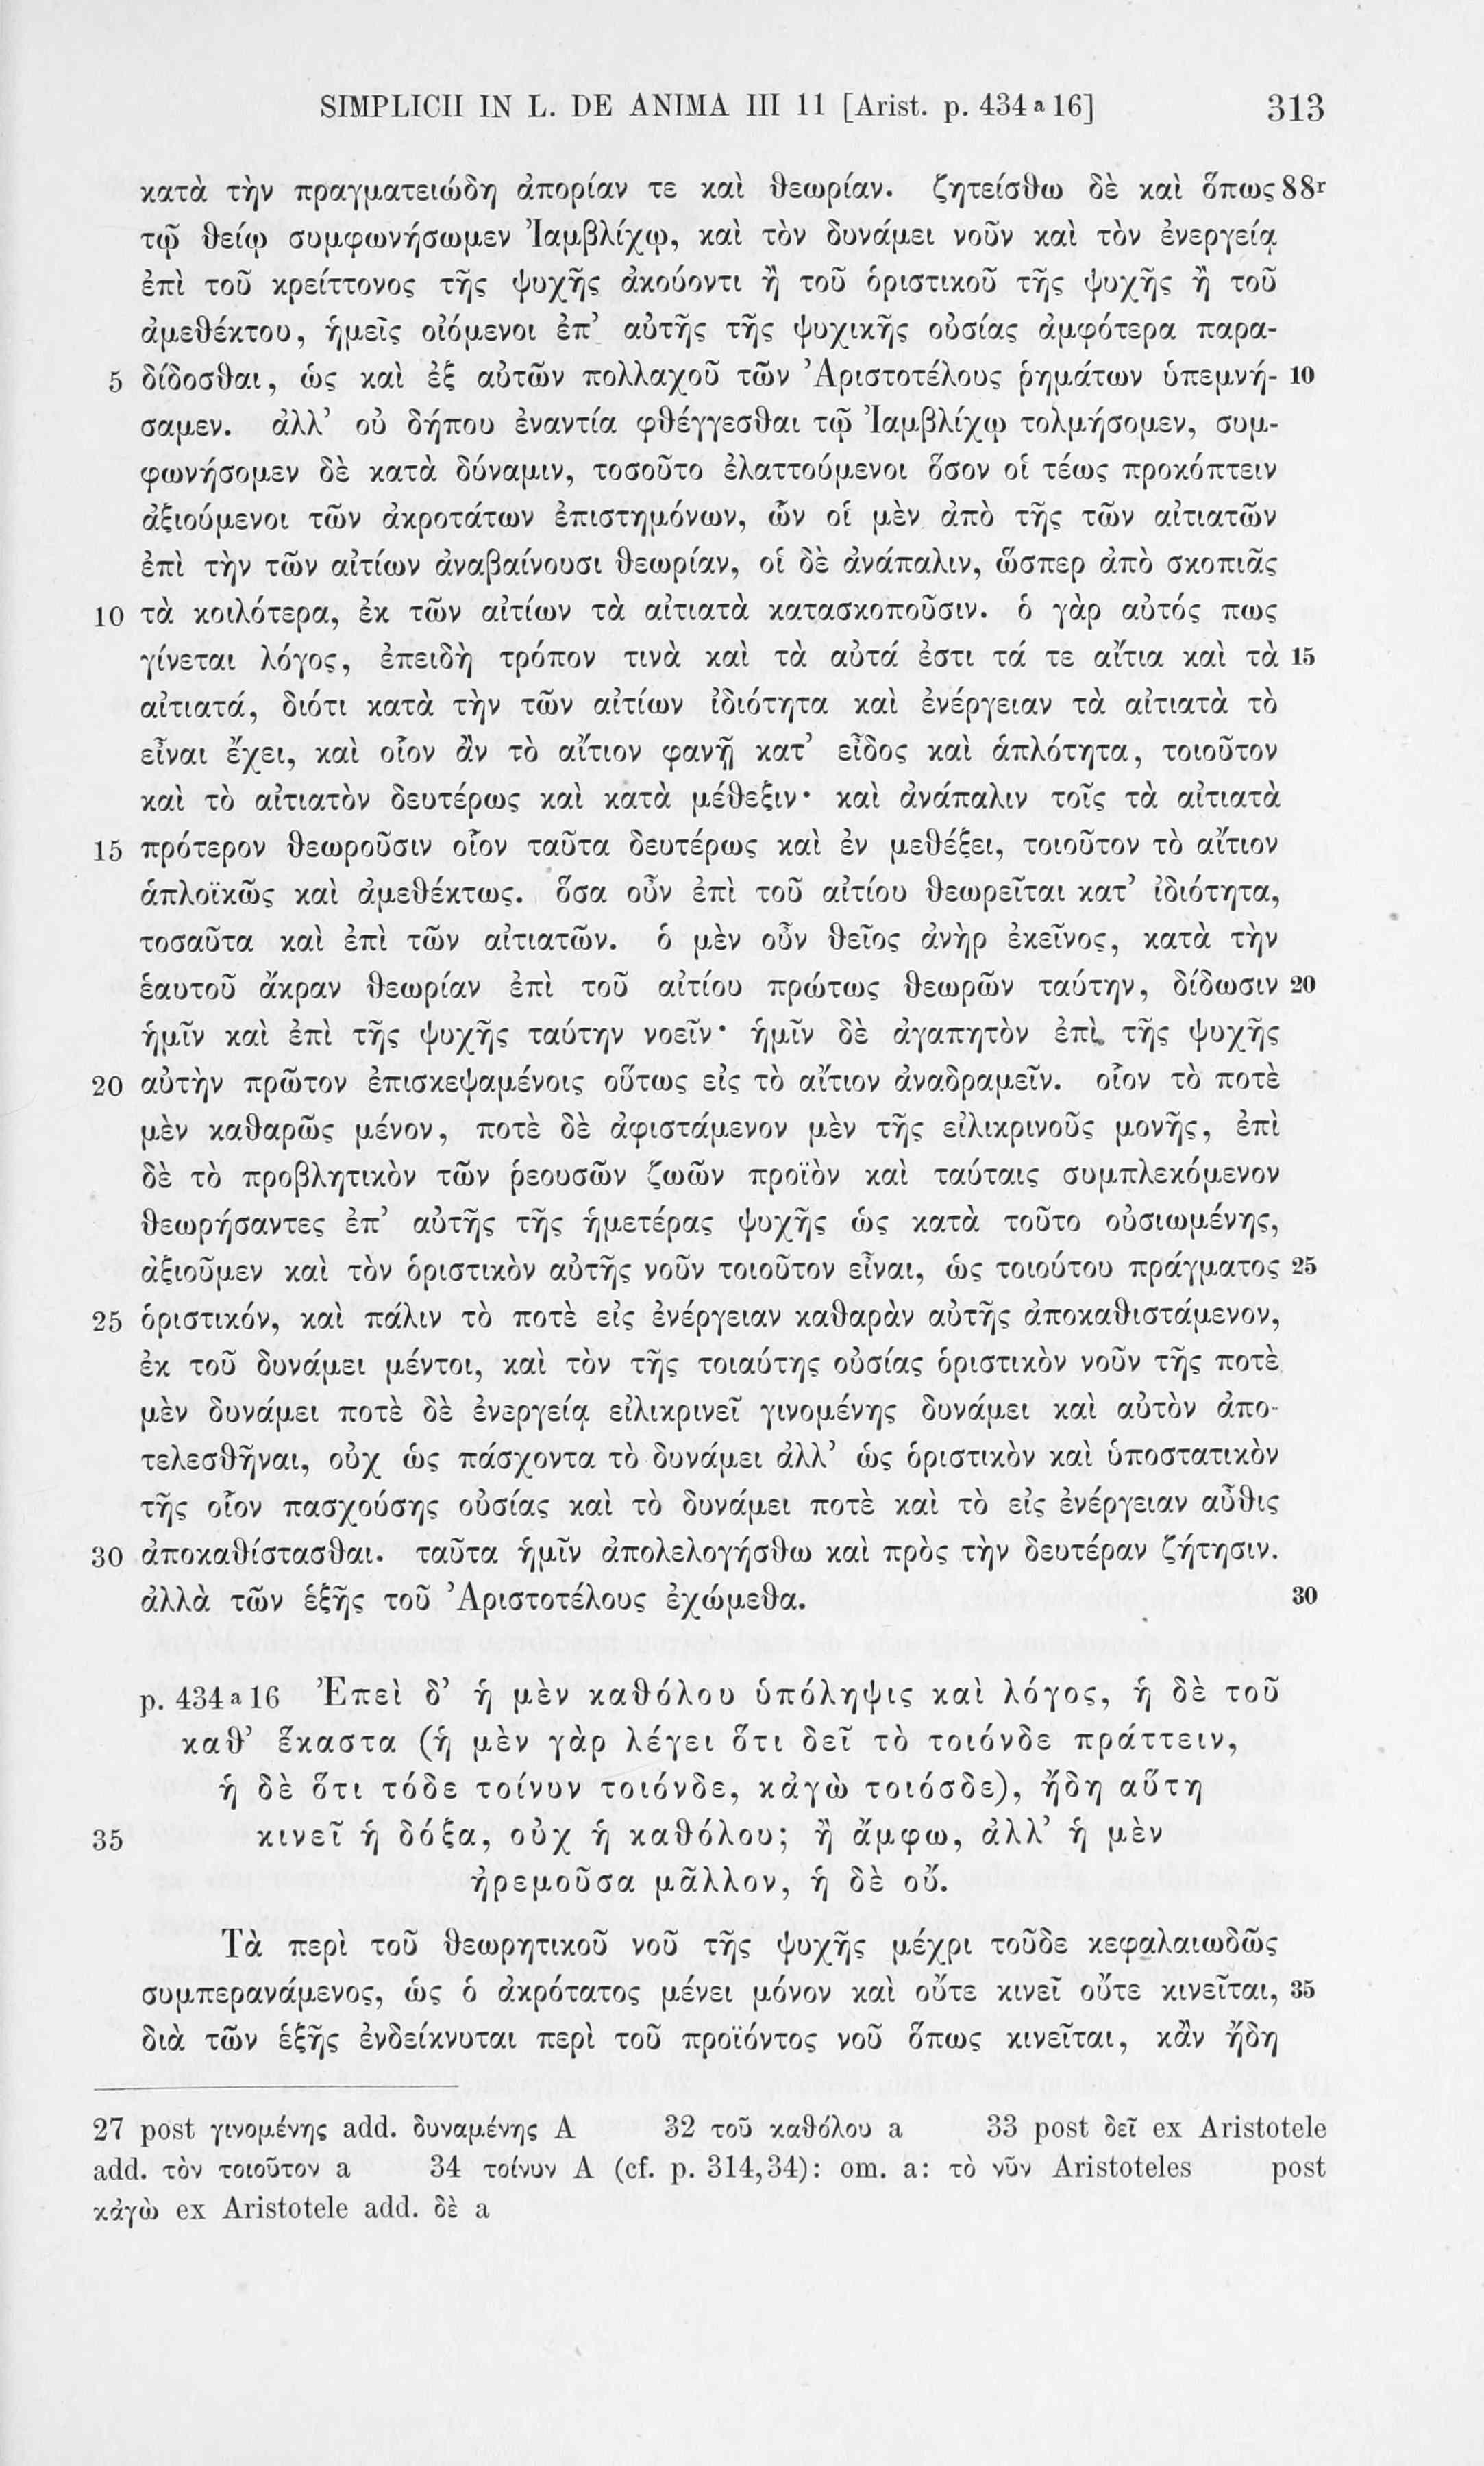 SIMPLICII IN L. DE ANIMA III 11 [Arist. p. 434 a 16] 313
κατὰ τὴν πραγματειώδη ἀπορίαν τε καὶ θεωρίαν. ζητείσθω δὲ καὶ ὅπως 88r
τῷ θείῳ συμφωνήσωμεν Ἰαμβλίχῳ, καὶ τὸν δυνάμει νοῦν καὶ τὸν ἐνεργείᾳ
ἐπὶ τοῦ κρείττονος τῆς ψυχῆς ἀκούοντι ἢ τοῦ ὁριστικοῦ τῆς ψυχῆς ἢ τοῦ
ἀμεθέκτου, ἡμεῖς οἰόμενοι ἐπ’ αὐτῆς τῆς ψυχικῆς οὐσίας ἀμφότερα παρα-
5 δίδοσθαι, ὡς καὶ ἐξ αὐτῶν πολλαχοῦ τῶν Ἀριστοτέλους ῥημάτων ὑπεμνή- 10
σαμεν. ἀλλ’ οὐ δήπου ἐναντία φθέγγεσθαι τῷ Ἰαμβλίχῳ τολμήσομεν, συμ-
φωνήσομεν δὲ κατὰ δύναμιν, τοσοῦτο ἐλαττούμενοι ὅσον οἱ τέως προκόπτειν
ἀξιούμενοι τῶν ἀκροτάτων ἐπιστημόνων, ὧν οἱ μὲν ἀπὸ τῆς τῶν αἰτιατῶν
ἐπὶ τὴν τῶν αἰτίων ἀναβαίνουσι θεωρίαν, οἱ δὲ ἀνάπαλιν, ὥσπερ ἀπὸ σκοπιᾶς
10 τὰ κοιλότερα, ἐκ τῶν αἰτίων τὰ αἰτιατὰ κατασκοποῦσιν. ὁ γὰρ αὐτός πως
γίνεται λόγος, ἐπειδὴ τρόπον τινὰ καὶ τὰ αὐτά ἐστι τά τε αἴτια καὶ τὰ 15
αἰτιατά, διότι κατὰ τὴν τῶν αἰτίων ἰδιότητα καὶ ἐνέργειαν τὰ αἰτιατὰ τὸ
εἶναι ἔχει, καὶ οἷον ἂν τὸ αἴτιον φανῇ κατ’ εἶδος καὶ ἁπλότητα, τοιοῦτον
καὶ τὸ αἰτιατὸν δευτέρως καὶ κατὰ μέθεξιν· καὶ ἀνάπαλιν τοῖς τὰ αἰτιατὰ
15 πρότερον θεωροῦσιν οἷον ταῦτα δευτέρως καὶ ἐν μεθέξει, τοιοῦτον τὸ αἴτιον
ἁπλοϊκῶς καὶ ἀμεθέκτως. ὅσα οὖν ἐπὶ τοῦ αἰτίου θεωρεῖται κατ’ ἰδιότητα,
τοσαῦτα καὶ ἐπὶ τῶν αἰτιατῶν. ὁ μὲν οὖν θεῖος ἀνὴρ ἐκεῖνος, κατὰ τὴν
ἑαυτοῦ ἄκραν θεωρίαν ἐπὶ τοῦ αἰτίου πρώτως θεωρῶν ταύτην, δίδωσιν 20
ἡμῖν καὶ ἐπὶ τῆς ψυχῆς ταύτην νοεῖν· ἡμῖν δὲ ἀγαπητὸν ἐπὶ τῆς ψυχῆς
20 αὐτὴν πρῶτον ἐπισκεψαμένοις οὕτως εἰς τὸ αἴτιον ἀναδραμεῖν. οἷον τὸ ποτὲ
μὲν καθαρῶς μένον, ποτὲ δὲ ἀφιστάμενον μὲν τῆς εἰλικρινοῦς μονῆς, ἐπὶ
δὲ τὸ προβλητικὸν τῶν ῥεουσῶν ζωῶν προϊὸν καὶ ταύταις συμπλεκόμενον
θεωρήσαντες ἐπ’ αὐτῆς τῆς ἡμετέρας ψυχῆς ὡς κατὰ τοῦτο οὐσιωμένης,
ἀξιοῦμεν καὶ τὸν ὁριστικὸν αὐτῆς νοῦν τοιοῦτον εἶναι, ὡς τοιούτου πράγματος 25
25 ὁριστικόν, καὶ πάλιν τὸ ποτὲ εἰς ἐνέργειαν καθαρὰν αὐτῆς ἀποκαθιστάμενον,
ἐκ τοῦ δυνάμει μέντοι, καὶ τὸν τῆς τοιαύτης οὐσίας ὁριστικὸν νοῦν τῆς ποτὲ
μὲν δυνάμει ποτὲ δὲ ἐνεργείᾳ εἰλικρινεῖ γινομένης δυνάμει καὶ αὐτὸν ἀπο-
τελεσθῆναι, οὐχ ὡς πάσχοντα τὸ δυνάμει ἀλλ’ ὡς ὁριστικὸν καὶ ὑποστατικὸν
τῆς οἷον πασχούσης οὐσίας καὶ τὸ δυνάμει ποτὲ καὶ τὸ εἰς ἐνέργειαν αὖθις
30 ἀποκαθίστασθαι. ταῦτα ἡμῖν ἀπολελογήσθω καὶ πρὸς τὴν δευτέραν ζήτησιν.
ἀλλὰ τῶν ἑξῆς τοῦ Ἀριστοτέλους ἐχώμεθα. 30
p. 434 a 16 Ἐπεὶ δ’ ἡ μὲν καθόλου ὑπόληψις καὶ λόγος, ἡ δὲ τοῦ
καθ’ ἕκαστα (ἡ μὲν γὰρ λέγει ὅτι δεῖ τὸ τοιόνδε πράττειν,
ἡ δὲ ὅτι τόδε τοίνυν τοιόνδε, κἀγὼ τοιόσδε), ἤδη αὕτη
35 κινεῖ ἡ δόξα, οὐχ ἡ καθόλου; ἢ ἄμφω, ἀλλ’ ἡ μὲν
ἠρεμοῦσα μᾶλλον, ἡ δὲ οὔ.
Τὰ περὶ τοῦ θεωρητικοῦ νοῦ τῆς ψυχῆς μέχρι τοῦδε κεφαλαιωδῶς
συμπερανάμενος, ὡς ὁ ἀκρότατος μένει μόνον καὶ οὔτε κινεῖ οὔτε κινεῖται, 35
διὰ τῶν ἑξῆς ἐνδείκνυται περὶ τοῦ προϊόντος νοῦ ὅπως κινεῖται, κἂν ἤδη
27 post γινομένης add. δυναμένης A 32 τοῦ καθόλου a 33 post δεῖ ex Aristotele
add. τὸν τοιοῦτον a 34 τοίνυν A (cf. p. 314,34): om. a: τὸ νῦν Aristoteles post
κἀγὼ ex Aristotele add. δὲ a